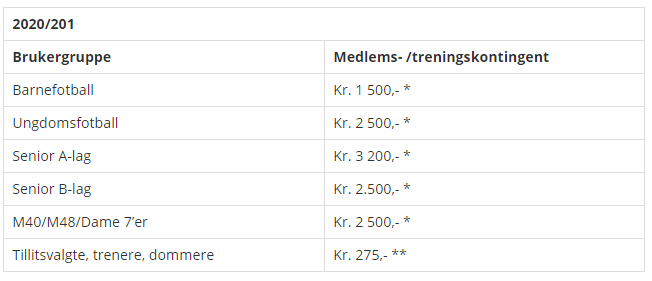 2020/201
Brukergruppe Medlems- /treningskontingent
Barnefotball Kr. 1 500,- *
Ungdomsfotball Kr. 2 500,- *
Senior A-lag Kr. 3 200,- *
Senior B-lag Kr. 2.500,- *
M40/M48/Dame 7’er Kr. 2 500,- *
Tillitsvalgte, trenere, dommere Kr. 275,- **